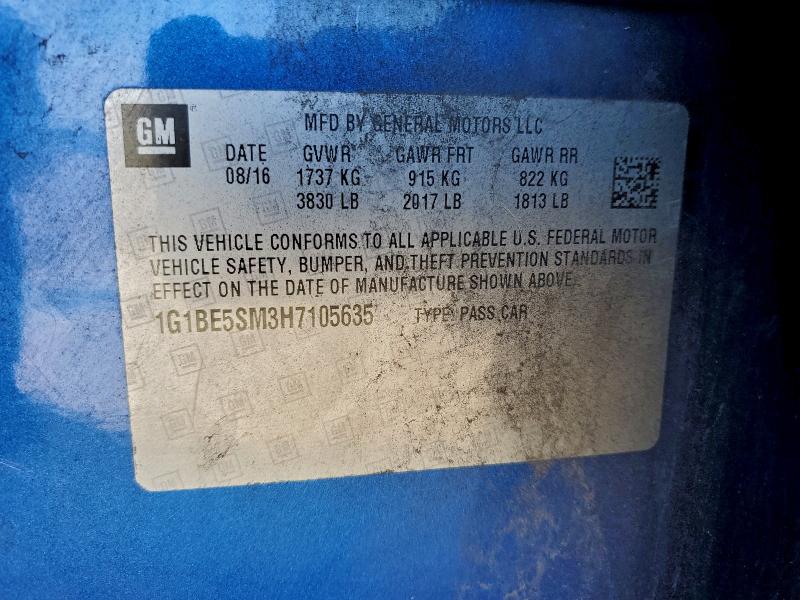 GM
MFD BY GENERAL MOTORS LLC
DATE GVWR GAWR FRT GAWR RR
08/16 1737 KG 915 KG 822 KG
3830 LB 2017 LB 1813 LB
THIS VEHICLE CONFORMS TO ALL APPLICABLE U.S. FEDERAL MOTOR
VEHICLE SAFETY, BUMPER, AND THEFT PREVENTION STANDARDS IN
EFFECT ON THE DATE OF MANUFACTURE SHOWN ABOVE.
1G1BE5SM3H7105635 TYPE: PASS CAR